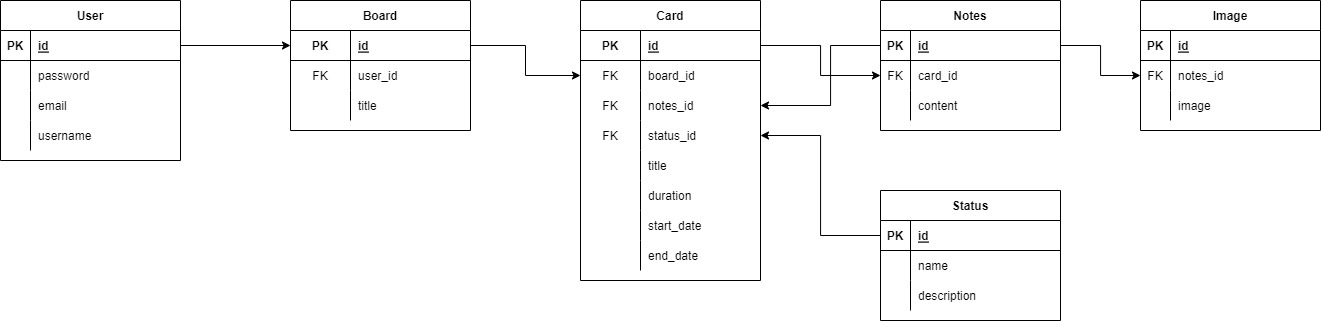 User
PK id
password
email
username
Board
PK id
FK user_id
title
Card
PK id
FK board_id
FK notes_id
FK status_id
title
duration
start_date
end_date
Notes
PK id
FK card_id
content
Image
PK id
FK notes_id
image
Status
PK id
name
description